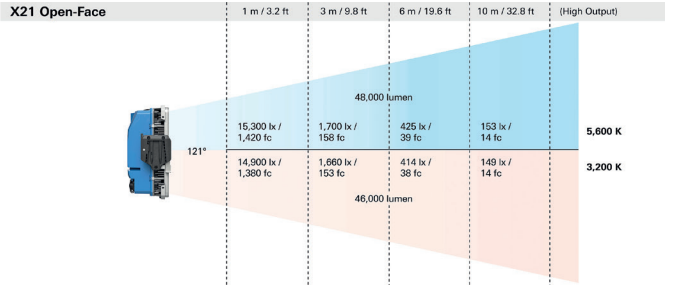 X21 Open-Face 1 m / 3.2 ft 3 m / 9.8 ft 6 m / 19.6 ft 10 m / 32.8 ft (High Output)
48,000 lumen
15,300 lx / 1,700 lx / 425 lx / 153 lx /
1,420 fc 158 fc 39 fc 14 fc
5,600 K
121°
14,900 lx / 1,660 lx / 414 lx / 149 lx /
1,380 fc 153 fc 38 fc 14 fc
3,200 K
46,000 lumen